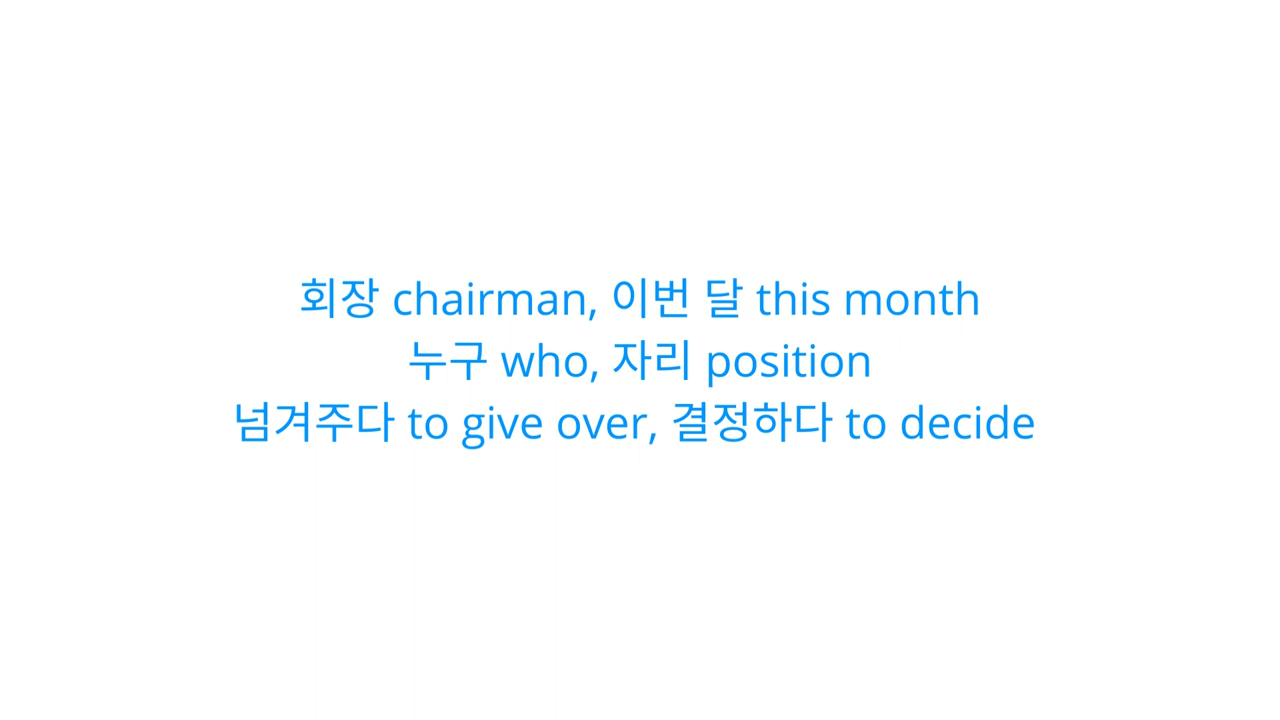 회장 chairman, 이번 달 this month
누구 who, 자리 position
넘겨주다 to give over, 결정하다 to decide